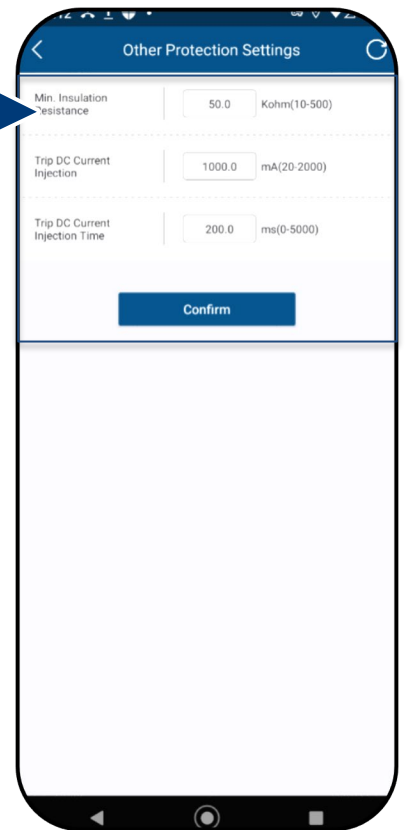 Other Protection Settings
Min. Insulation
Resistance
50.0
Kohm(10-500)
Trip DC Current
Injection
1000.0
mA(20-2000)
Trip DC Current
Injection Time
200.0
ms(0-5000)
Confirm